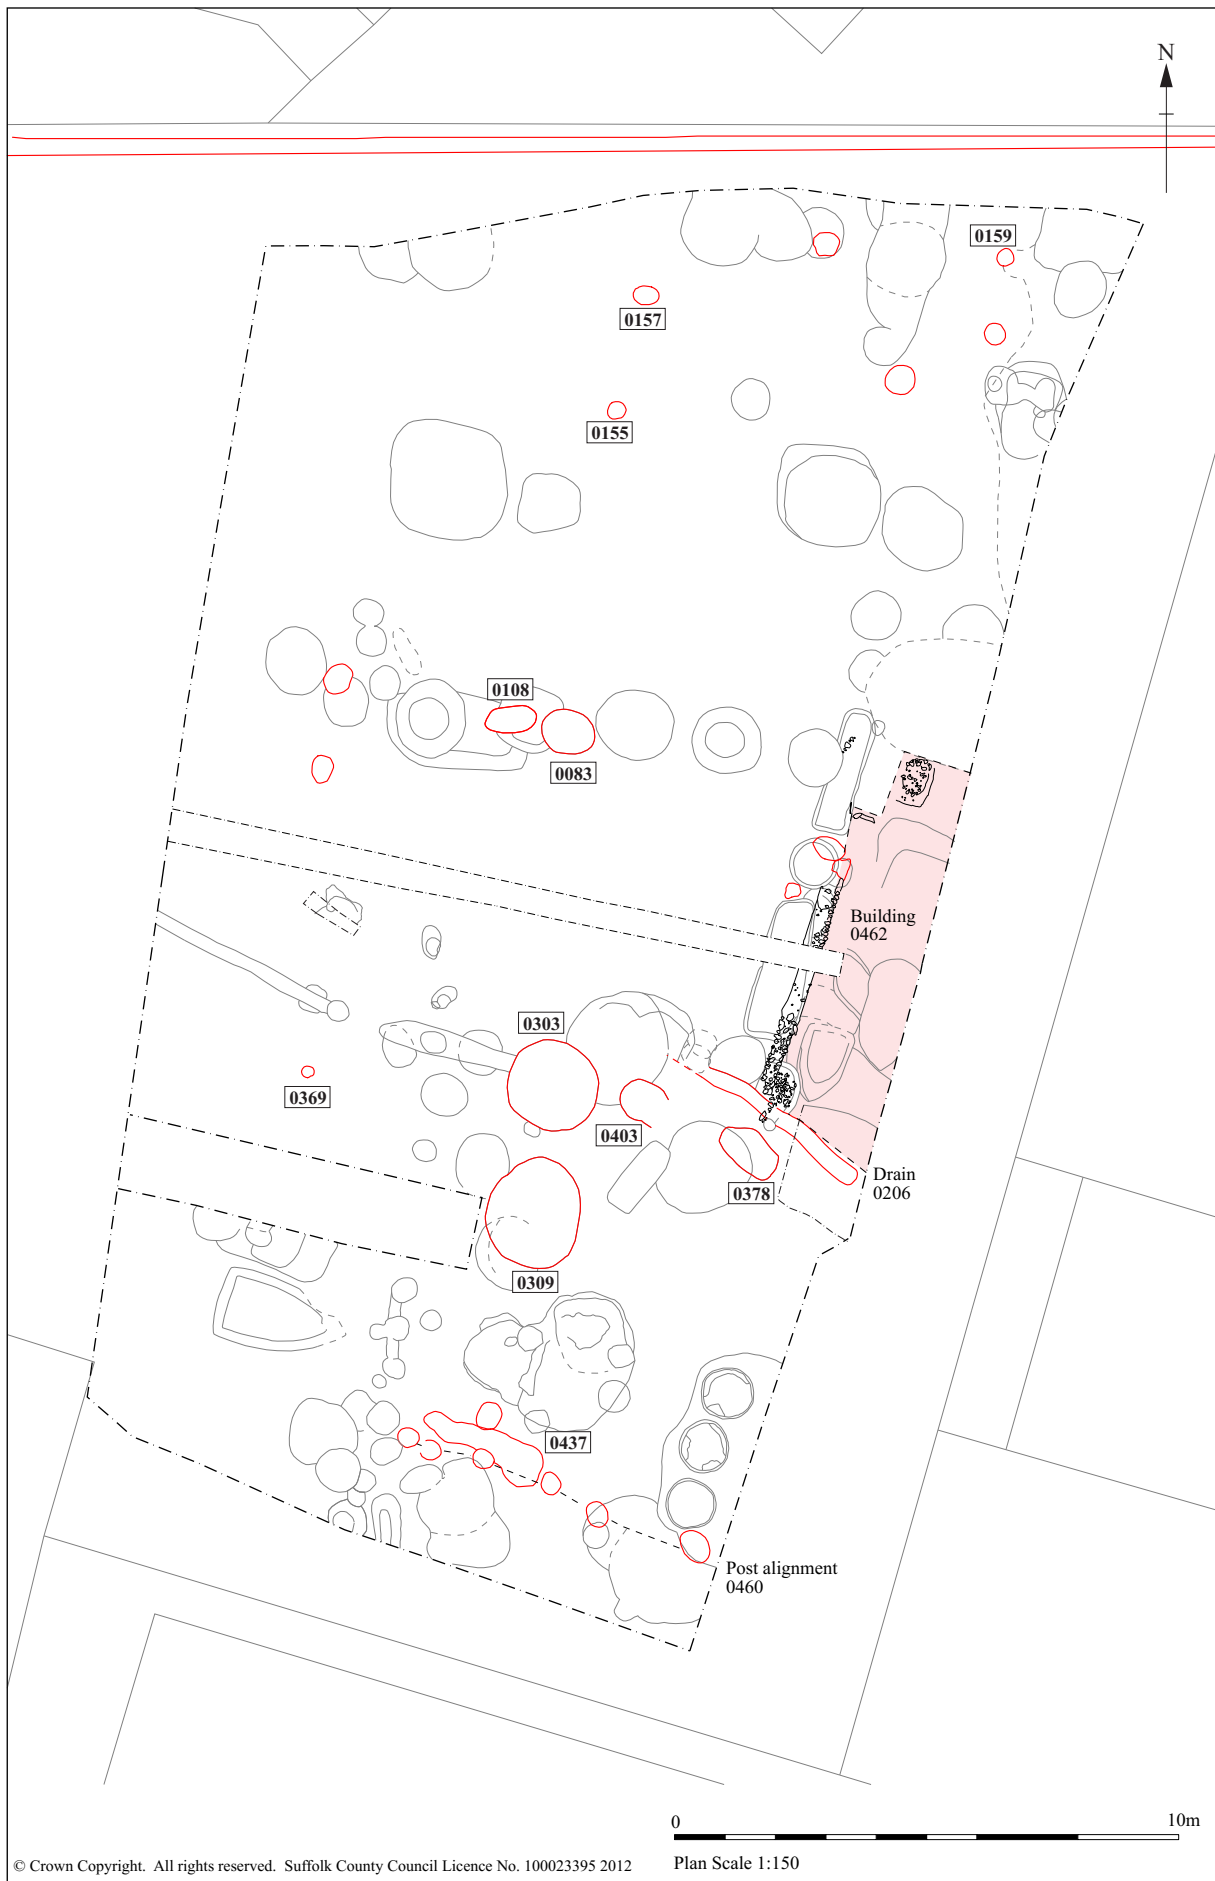 N
0159
0157
0155
0108
0083
Building
0462
0303
0369
0403
0378
Drain
0206
0309
0437
Post alignment
0460
0 10m
Plan Scale 1:150
© Crown Copyright. All rights reserved. Suffolk County Council Licence No. 100023395 2012